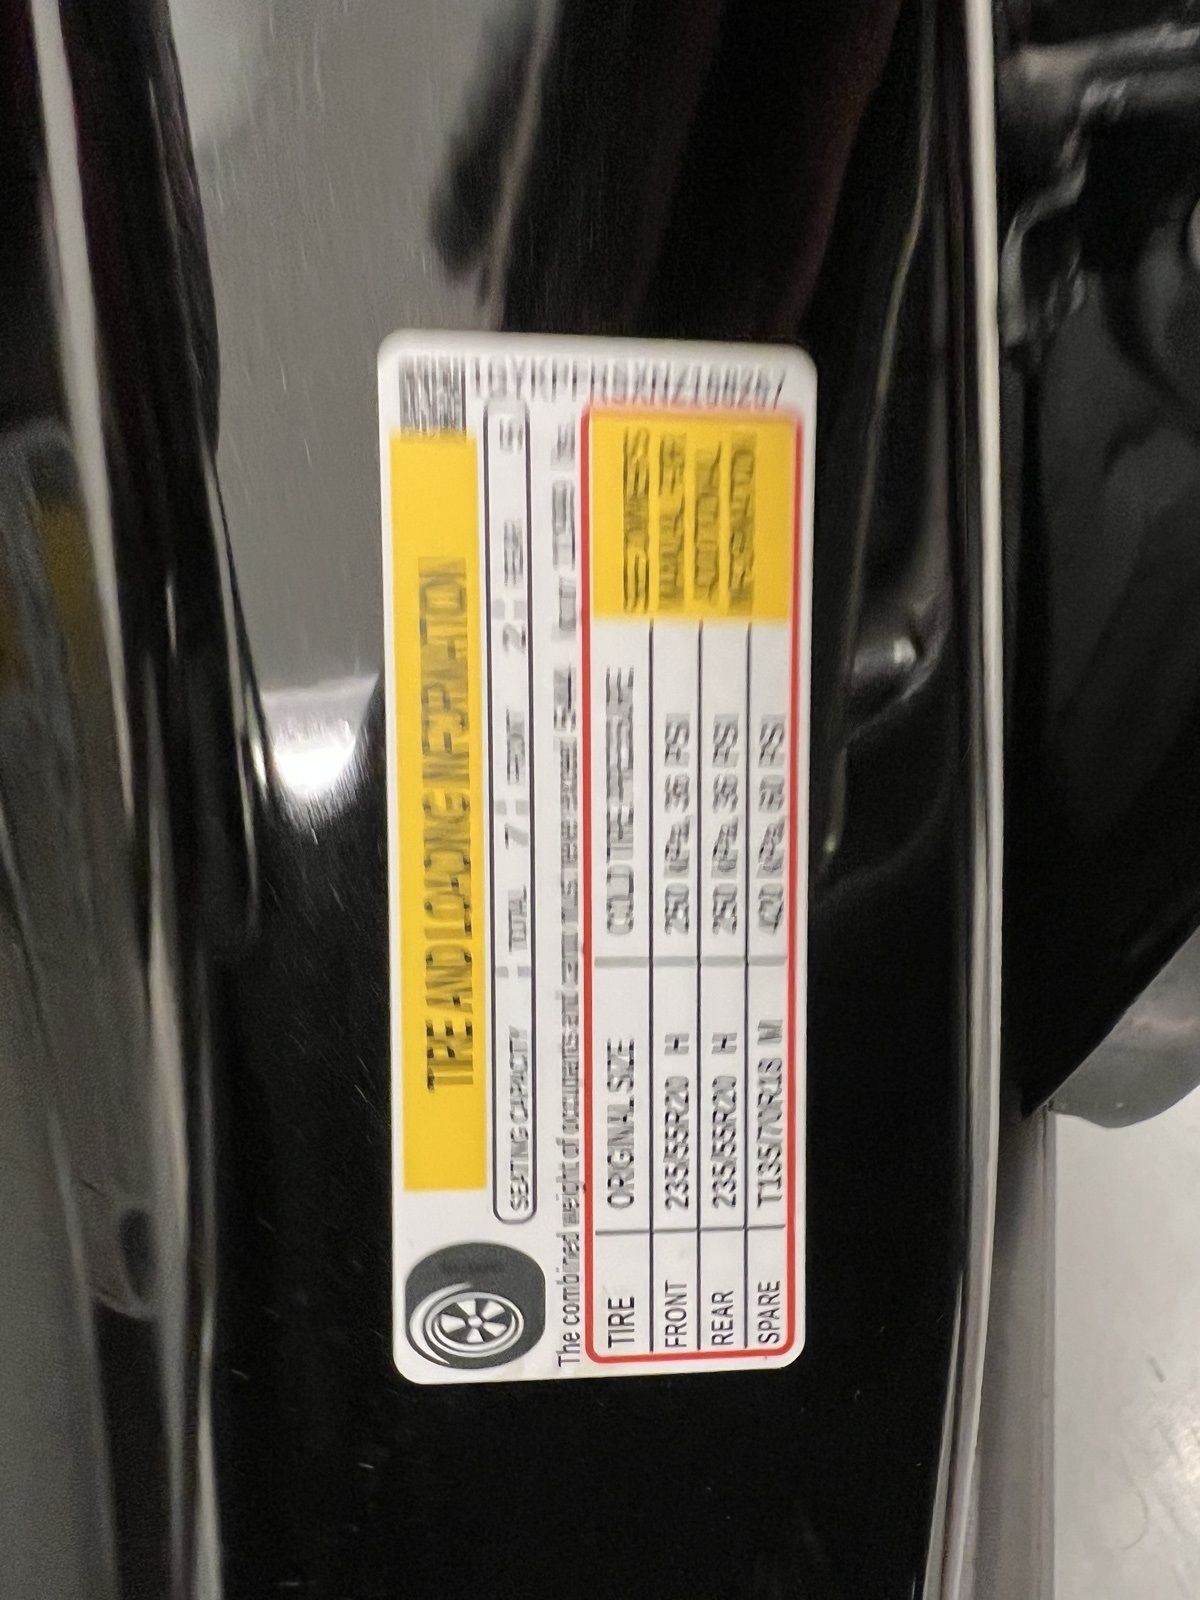 TIRE AND LOADING INFORMATION
SEATING CAPACITY TOTAL 7 FRONT 2 REAR 5
The combined weight of occupants and cargo must never exceed
TIRE ORIGINAL SIZE COLD TIRE PRESSURE
FRONT 235/55R20 H 250 kPa, 36 PSI
REAR 235/55R20 H 250 kPa, 36 PSI
SPARE T135/70R18 M 420 kPa, 60 PSI
SEE OWNER'S
MANUAL FOR
ADDITIONAL
INFORMATION